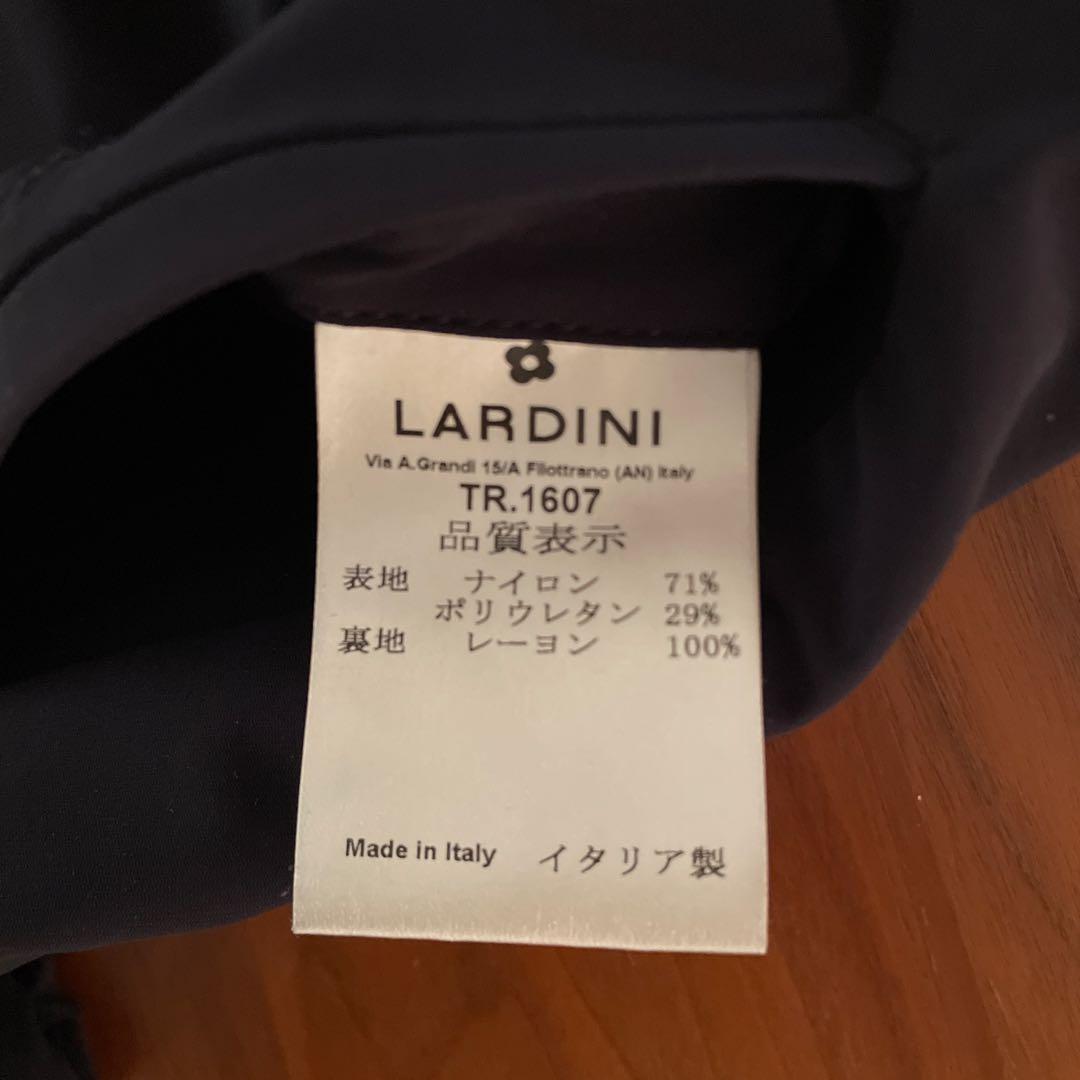 LARDINI
Via A.Grandi 15/A Filottrano (AN) Italy
TR.1607
品質表示
表地 ナイロン 71%
ポリウレタン 29%
裏地 レーヨン 100%
Made in Italy イタリア製